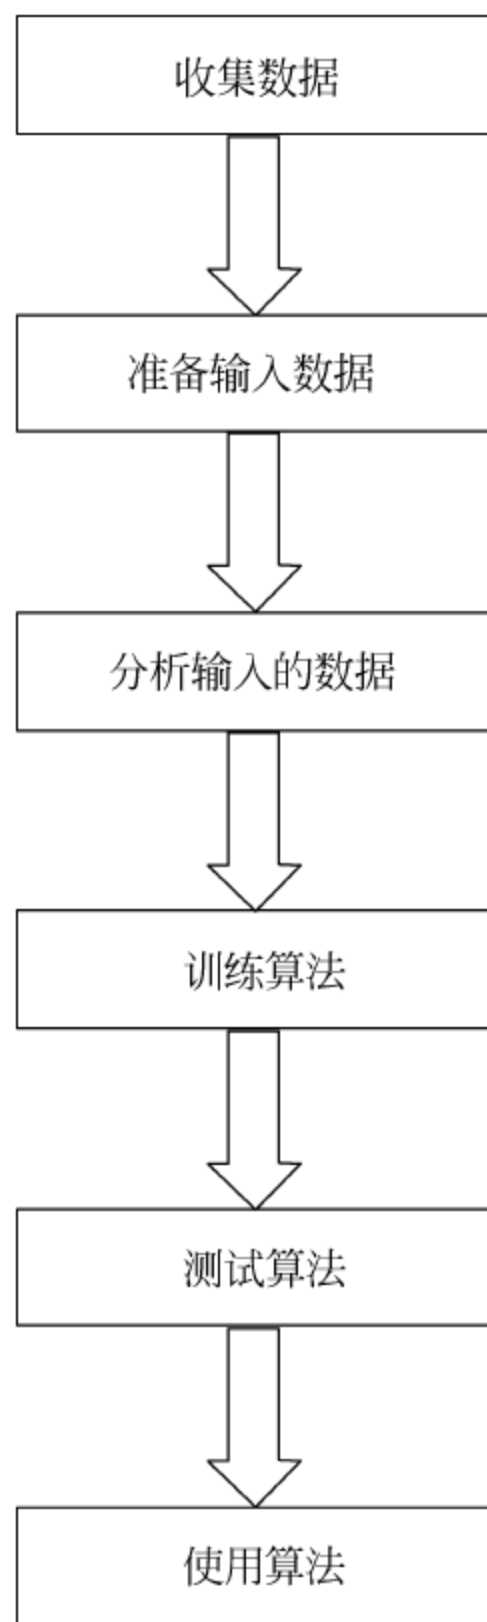 收集数据
准备输入数据
分析输入的数据
训练算法
测试算法
使用算法